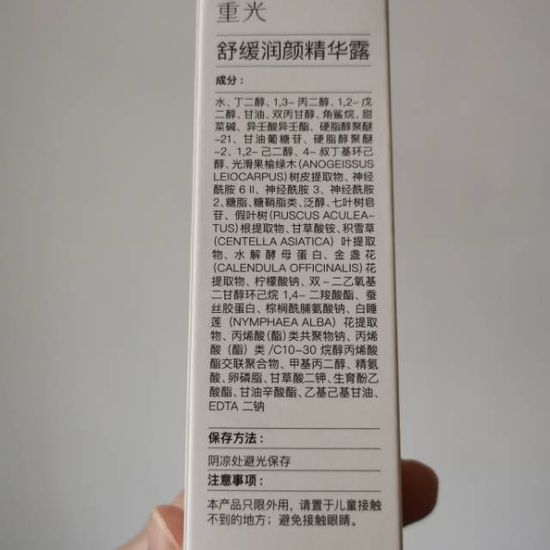 重光
舒缓润颜精华露
成分：
水、丁二醇、1,3-丙二醇、1,2-戊
二醇、甘油、双丙甘醇、角鲨烷、甜
菜碱、异壬酸异壬酯、硬脂醇聚醚
-21、甘油葡糖苷、硬脂醇聚醚
-2、1,2-己二醇、4-叔丁基环己
醇、光滑果榆绿木(ANOGEISSUS
LEIOCARPUS)树皮提取物、神经
酰胺 6 II、神经酰胺 3、神经酰胺
2、糖脂、糖鞘脂类、泛醇、七叶树皂
苷、假叶树(RUSCUS ACULEA-
TUS)根提取物、甘草酸铵、积雪草
(CENTELLA ASIATICA) 叶提取
物、水解酵母蛋白、金盏花
(CALENDULA OFFICINALIS)花
提取物、柠檬酸钠、双-二乙氧基
二甘醇环己烷 1,4-二羧酸酯、蚕
丝胶蛋白、棕榈酰脯氨酸钠、白睡
莲(NYMPHAEA ALBA)花提取
物、丙烯酸(酯)类共聚物钠、丙烯
酸(酯)类/C10-30 烷醇丙烯酸
酯交联聚合物、甲基丙二醇、精氨
酸、卵磷脂、甘草酸二钾、生育酚乙
酸酯、甘油辛酸酯、乙基己基甘油、
EDTA 二钠
保存方法：
阴凉处避光保存
注意事项：
本产品只限外用，请置于儿童接触
不到的地方；避免接触眼睛。